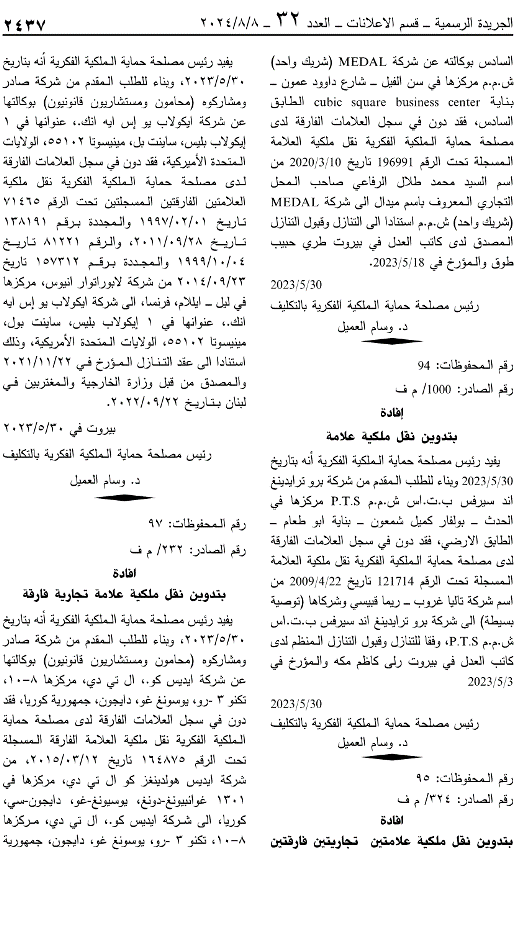 الجريدة الرسمية ــ قسم الاعلانات ــ العدد ٣٢ ــ ٢٠٢٤/٨/٨
٢٤٣٧
السادس بوكالته عن شركة MEDAL (شريك واحد)
ش.م.م مركزها في سن الفيل ــ شارع داوود عمون ــ
بناية cubic square business center الطابق
السادس، فقد دون في سجل العلامات الفارقة لدى
مصلحة حماية الملكية الفكرية نقل ملكية العلامة
المسجلة تحت الرقم 196991 تاريخ 2020/3/10 من
اسم السيد محمد طلال الرفاعي صاحب المحل
التجاري المعروف باسم ميدال الى شركة MEDAL
(شريك واحد) ش.م.م استنادا الى التنازل وقبول التنازل
المصدق لدى كاتب العدل في بيروت طري حبيب
طوق والمؤرخ في 2023/5/18.
2023/5/30
رئيس مصلحة حماية الملكية الفكرية بالتكليف
د. وسام العميل
رقم المحفوظات: 94
رقم الصادر: 1000/ م ف
إفادة
بتدوين نقل ملكية علامة
يفيد رئيس مصلحة حماية الملكية الفكرية أنه بتاريخ
2023/5/30 وبناء للطلب المقدم من شركة برو ترايدينغ
اند سيرفس ب.ت.اس ش.م.م P.T.S مركزها في
الحدث ــ بولفار كميل شمعون ــ بناية ابو طعام ــ
الطابق الارضي، فقد دون في سجل العلامات الفارقة
لدى مصلحة حماية الملكية الفكرية نقل ملكية العلامة
المسجلة تحت الرقم 121714 تاريخ 2009/4/22 من
اسم شركة تاليا غروب ــ ريما قبيسي وشركاها (توصية
بسيطة) الى شركة برو ترايدينغ اند سيرفس ب.ت.اس
ش.م.م P.T.S، وفقا للتنازل وقبول التنازل المنظم لدى
كاتب العدل في بيروت رلى كاظم مكه والمؤرخ في
2023/5/3
2023/5/30
رئيس مصلحة حماية الملكية الفكرية بالتكليف
د. وسام العميل
رقم المحفوظات: ٩٥
رقم الصادر: ٣٢٤/ م ف
افادة
بتدوين نقل ملكية علامتين تجاريتين فارقتين
يفيد رئيس مصلحة حماية الملكية الفكرية أنه بتاريخ
٢٠٢٣/٥/٣٠، وبناء للطلب المقدم من شركة صادر
ومشاركوه (محامون ومستشاريون قانونيون) بوكالتها
عن شركة ايكولاب يو إس ايه انك.، عنوانها في ١
إيكولاب بليس، ساينت بل، مينيسوتا ٥٥١٠٢، الولايات
المتحدة الأميركية، فقد دون في سجل العلامات الفارقة
لدى مصلحة حماية الملكية الفكرية نقل ملكية
العلامتين الفارقتين المسجلتين تحت الرقم ٧١٤٦٥
تاريخ ١٩٩٧/٠٢/٠١ والمجددة برقم ١٣٨١٩١
تاريخ ٢٠١١/٠٩/٢٨، والرقم ٨١٢٢١ تاريخ
١٩٩٩/١٠/٠٤ والمجددة برقم ١٥٧٣١٢ تاريخ
٢٠١٤/٠٩/٢٣ من شركة لابوراتوار انيوس، مركزها
في ليل ــ ايللام، فرنسا، الى شركة ايكولاب يو إس ايه
انك.، عنوانها في ١ إيكولاب بليس، ساينت بول،
مينيسوتا ٥٥١٠٢، الولايات المتحدة الأمريكية، وذلك
استنادا الى عقد التنازل المؤرخ في ٢٠٢١/١١/٢٢
والمصدق من قبل وزارة الخارجية والمغتربين في
لبنان بتاريخ ٢٠٢٢/٠٩/٢٢.
بيروت في ٢٠٢٣/٥/٣٠
رئيس مصلحة حماية الملكية الفكرية بالتكليف
د. وسام العميل
رقم المحفوظات: ٩٧
رقم الصادر: ٢٣٢/ م ف
افادة
بتدوين نقل ملكية علامة تجارية فارقة
يفيد رئيس مصلحة حماية الملكية الفكرية أنه بتاريخ
٢٠٢٣/٥/٣٠، وبناء للطلب المقدم من شركة صادر
ومشاركوه (محامون ومستشاريون قانونيون) بوكالتها
عن شركة ايديس كو.، ال تي دي، مركزها ٨-١٠،
تكنو ٣ -رو، يوسونغ غو، دايجون، جمهورية كوريا، فقد
دون في سجل العلامات الفارقة لدى مصلحة حماية
الملكية الفكرية نقل ملكية العلامة الفارقة المسجلة
تحت الرقم ١٦٤٨٧٥ تاريخ ٢٠١٥/٠٣/١٢، من
شركة ايديس هولدينغز كو ال تي دي، مركزها في
١٣٠١ غوانبيونغ-دونغ، يوسيونغ-غو، دايجون-سي،
كوريا، الى شركة ايديس كو.، ال تي دي، مركزها
٨-١٠، تكنو ٣ -رو، يوسونغ غو، دايجون، جمهورية